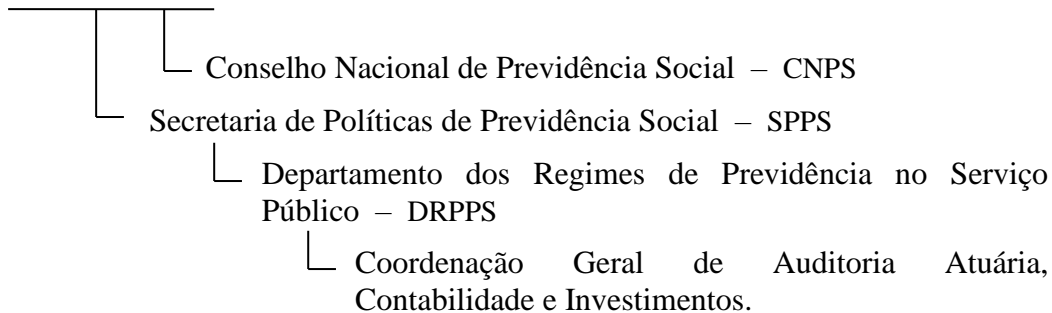 Conselho Nacional de Previdência Social – CNPS
Secretaria de Políticas de Previdência Social – SPPS
Departamento dos Regimes de Previdência no Serviço
Público – DRPPS
Coordenação Geral de Auditoria Atuária,
Contabilidade e Investimentos.